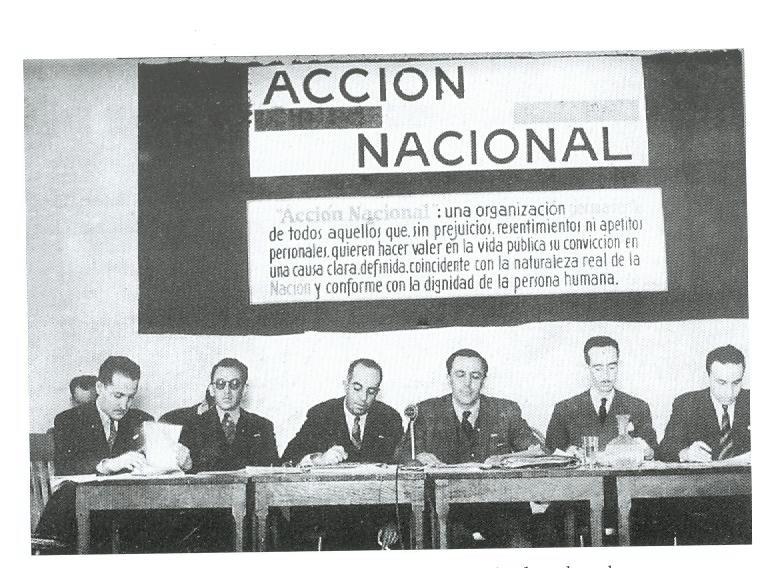 ACCION
NACIONAL
"Acción Nacional": una organización permanente
de todos aquellos que, sin prejuicios, resentimientos ni apetitos
personales, quieren hacer valer en la vida publica su convicción en
una causa clara, definida, coincidente con la naturaleza real de la
Nación y conforme con la dignidad de la persona humana.